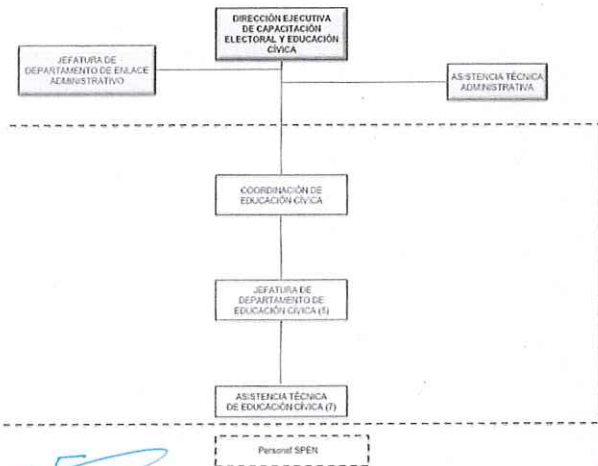 DIRECCIÓN EJECUTIVA
DE CAPACITACIÓN
ELECTORAL Y EDUCACIÓN
CÍVICA
JEFATURA DE
DEPARTAMENTO DE ENLACE
ADMINISTRATIVO
ASISTENCIA TÉCNICA
ADMINISTRATIVA
COORDINACIÓN DE
EDUCACIÓN CÍVICA
JEFATURA DE
DEPARTAMENTO DE
EDUCACIÓN CÍVICA (5)
ASISTENCIA TÉCNICA
DE EDUCACIÓN CÍVICA (7)
Personal SPEN